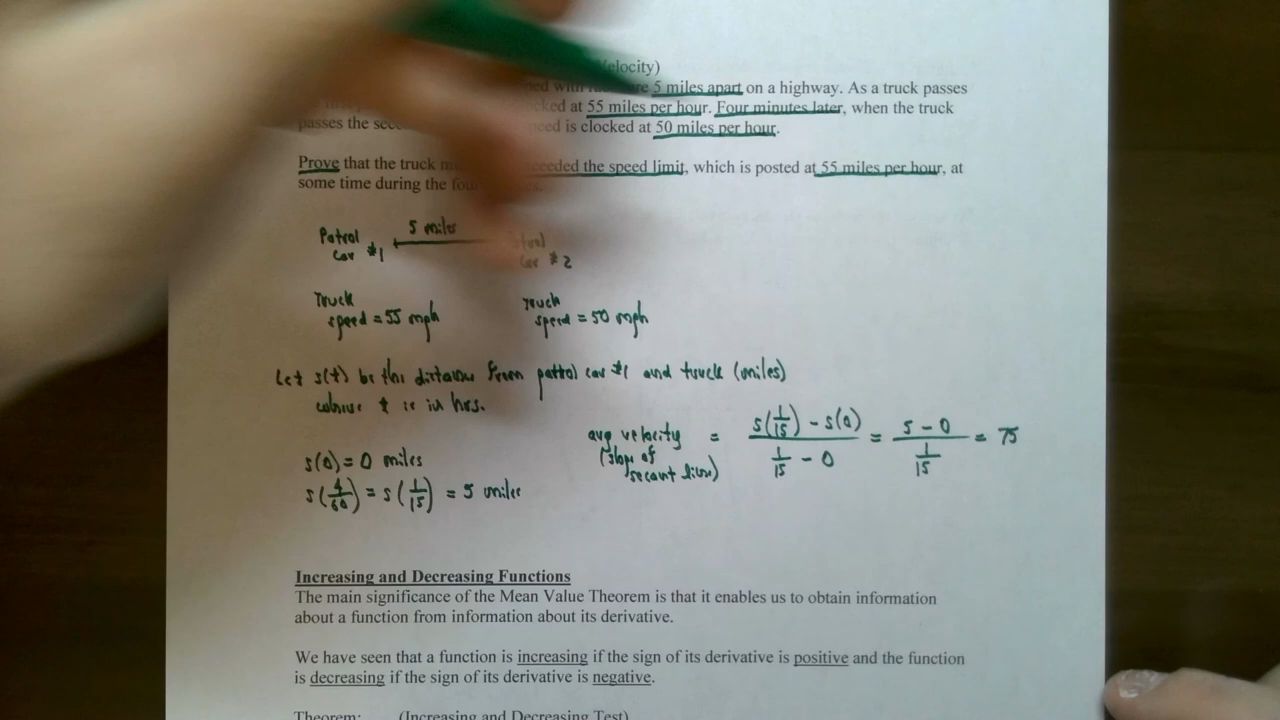 elocity)
5 miles apart on a highway. As a truck passes
at 55 miles per hour. Four minutes later, when the truck
passes the is clocked at 50 miles per hour.
Prove that the truck the speed limit, which is posted at 55 miles per hour, at
some time during the
Patrol 5 miles
car #1 car #2
Truck Truck
speed = 55 mph speed = 50 mph
Let s(t) be the distance from patrol car #1 and truck (miles)
where t is in hrs.
avg velocity = s(1/15) - s(0) / 1/15 - 0 = 5 - 0 / 1/15 = 75
(slope of
secant line)
s(0) = 0 miles
s(4/60) = s(1/15) = 5 miles
Increasing and Decreasing Functions
The main significance of the Mean Value Theorem is that it enables us to obtain information
about a function from information about its derivative.
We have seen that a function is increasing if the sign of its derivative is positive and the function
is decreasing if the sign of its derivative is negative.
Theorem: (Increasing and Decreasing Test)